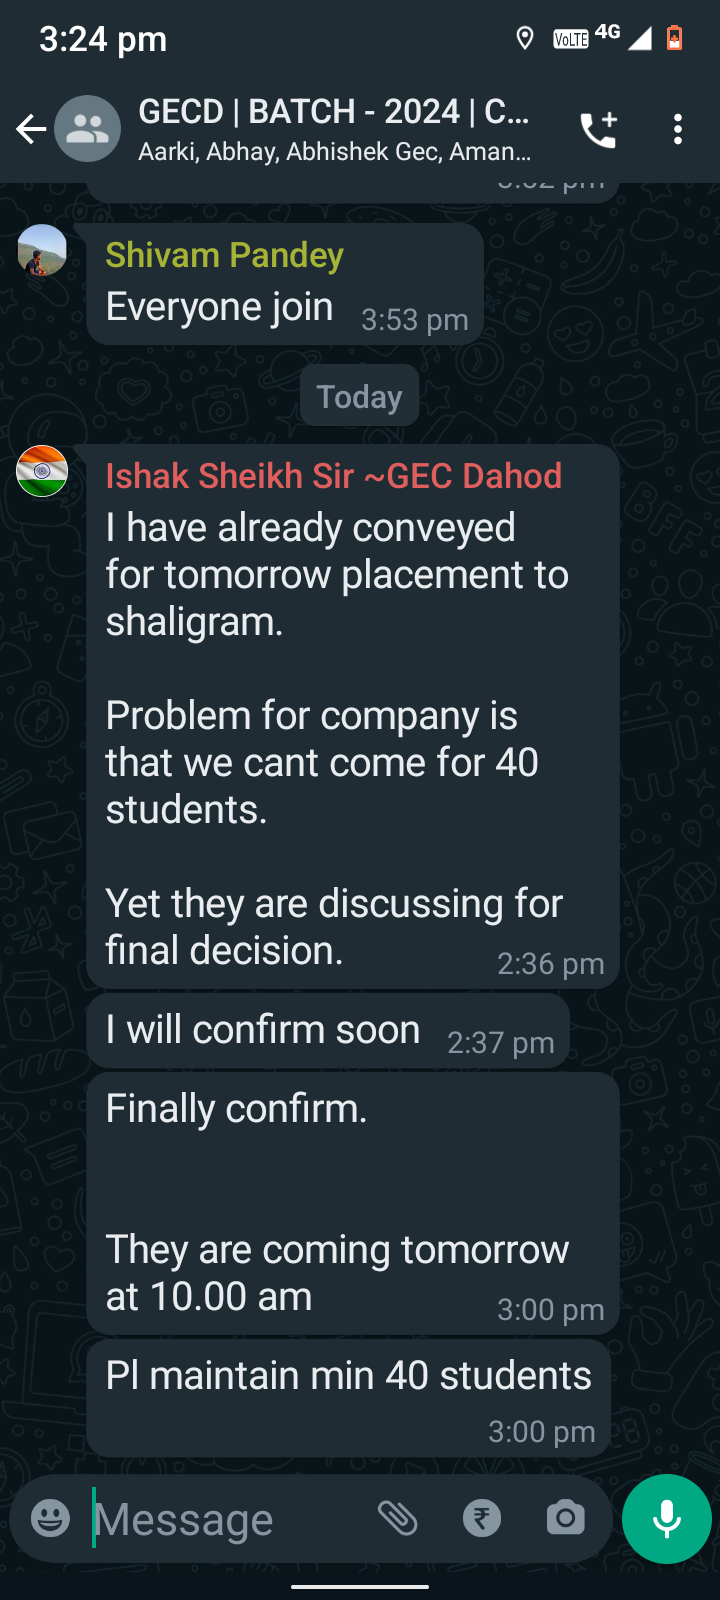 3:24 pm
VoLTE 4G
GECD | BATCH - 2024 | C...
Aarki, Abhay, Abhishek Gec, Aman...
Shivam Pandey
Everyone join 3:53 pm
Today
Ishak Sheikh Sir ~GEC Dahod
I have already conveyed
for tomorrow placement to
shaligram.
Problem for company is
that we cant come for 40
students.
Yet they are discussing for
final decision. 2:36 pm
I will confirm soon 2:37 pm
Finally confirm.
They are coming tomorrow
at 10.00 am 3:00 pm
Pl maintain min 40 students
3:00 pm
Message